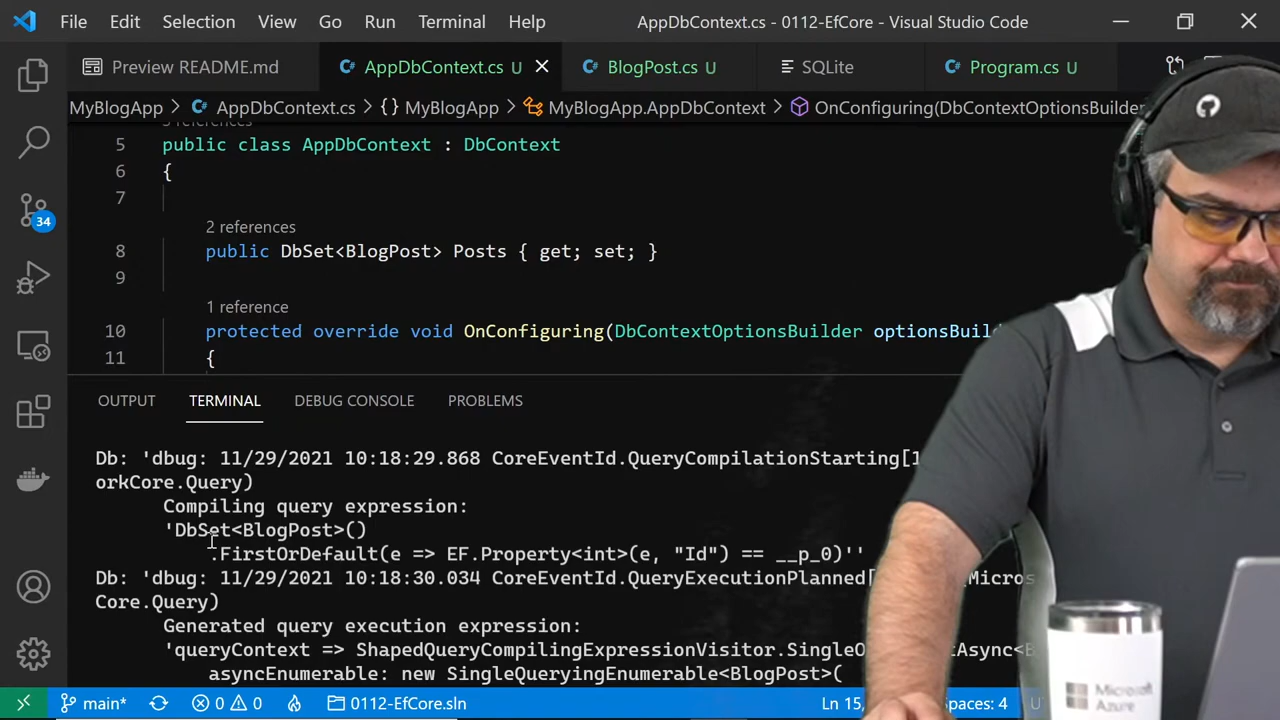 File Edit Selection View Go Run Terminal Help AppDbContext.cs - 0112-EfCore - Visual Studio Code
Preview README.md AppDbContext.cs U BlogPost.cs U SQLite Program.cs U
MyBlogApp > AppDbContext.cs > {} MyBlogApp > MyBlogApp.AppDbContext > OnConfiguring(DbContextOptionsBuilder
5 public class AppDbContext : DbContext
6 {
7
2 references
8 public DbSet<BlogPost> Posts { get; set; }
9
1 reference
10 protected override void OnConfiguring(DbContextOptionsBuilder
11 {
34
OUTPUT TERMINAL DEBUG CONSOLE PROBLEMS
Db: 'dbug: 11/29/2021 10:18:29.868 CoreEventId.QueryCompilationStarting[1
orkCore.Query)
Compiling query expression:
'DbSet<BlogPost>()
.FirstOrDefault(e => EF.Property<int>(e, "Id") == __p_0)''
Db: 'dbug: 11/29/2021 10:18:30.034 CoreEventId.QueryExecutionPlanned
Core.Query)
Generated query execution expression:
'queryContext => ShapedQueryCompilingExpressionVisitor.
asyncEnumerable: new SingleQueryingEnumerable<BlogPost>(
main* 0 0 0112-EfCore.sln Ln 15,
Microsoft
Azure